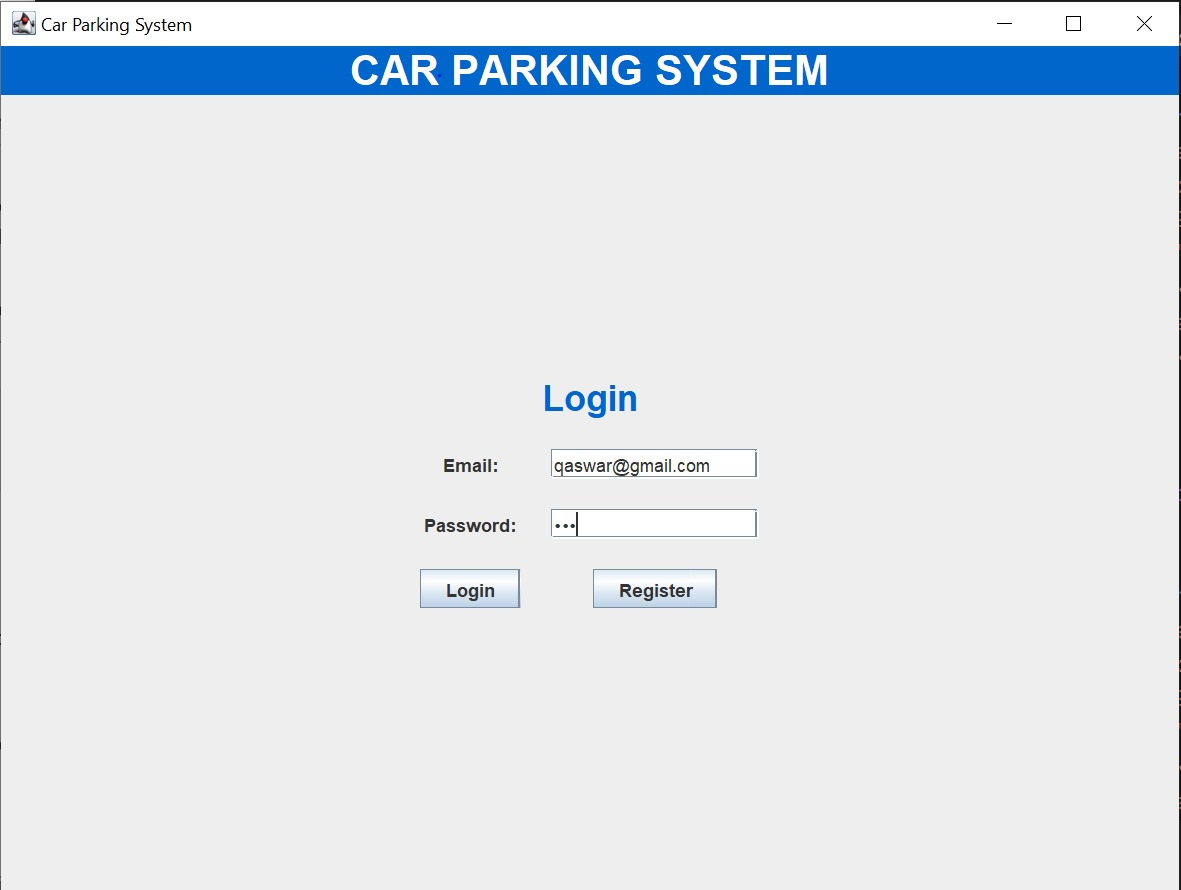 Car Parking System
CAR PARKING SYSTEM
Login
Email: qaswar@gmail.com
Password: •••
Login Register